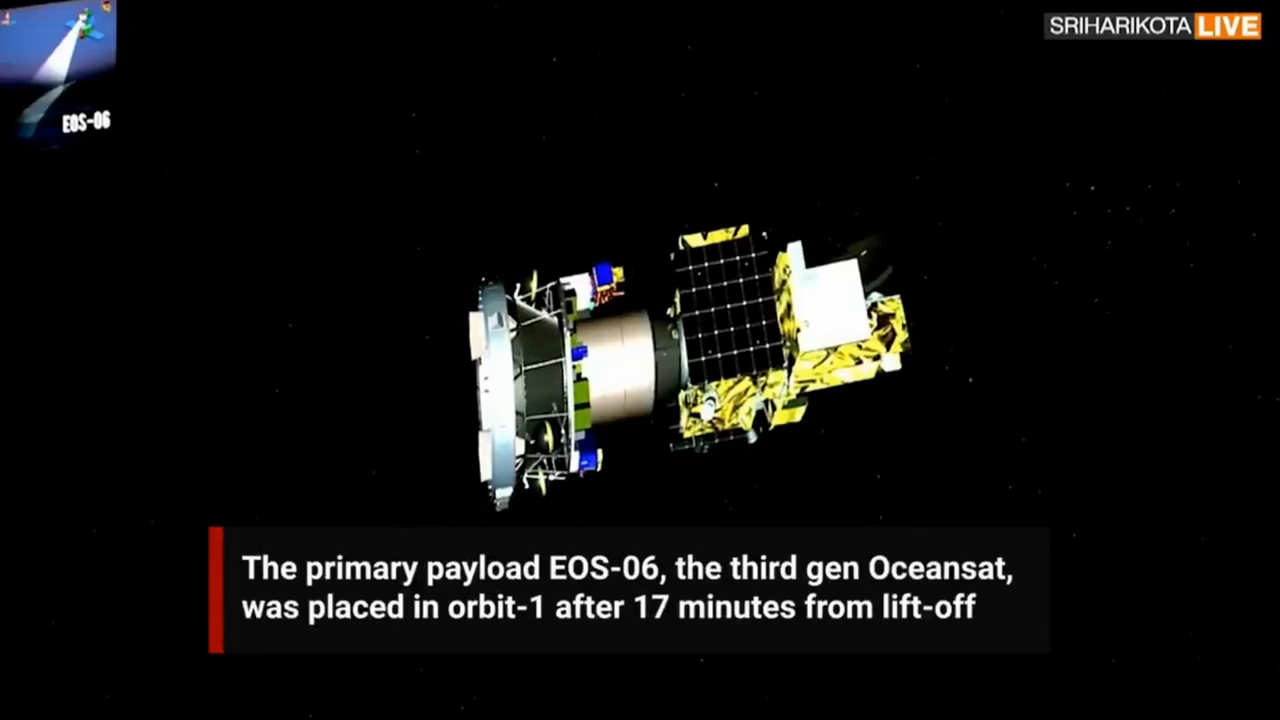 SRIHARIKOTA LIVE
EOS-06
The primary payload EOS-06, the third gen Oceansat,
was placed in orbit-1 after 17 minutes from lift-off